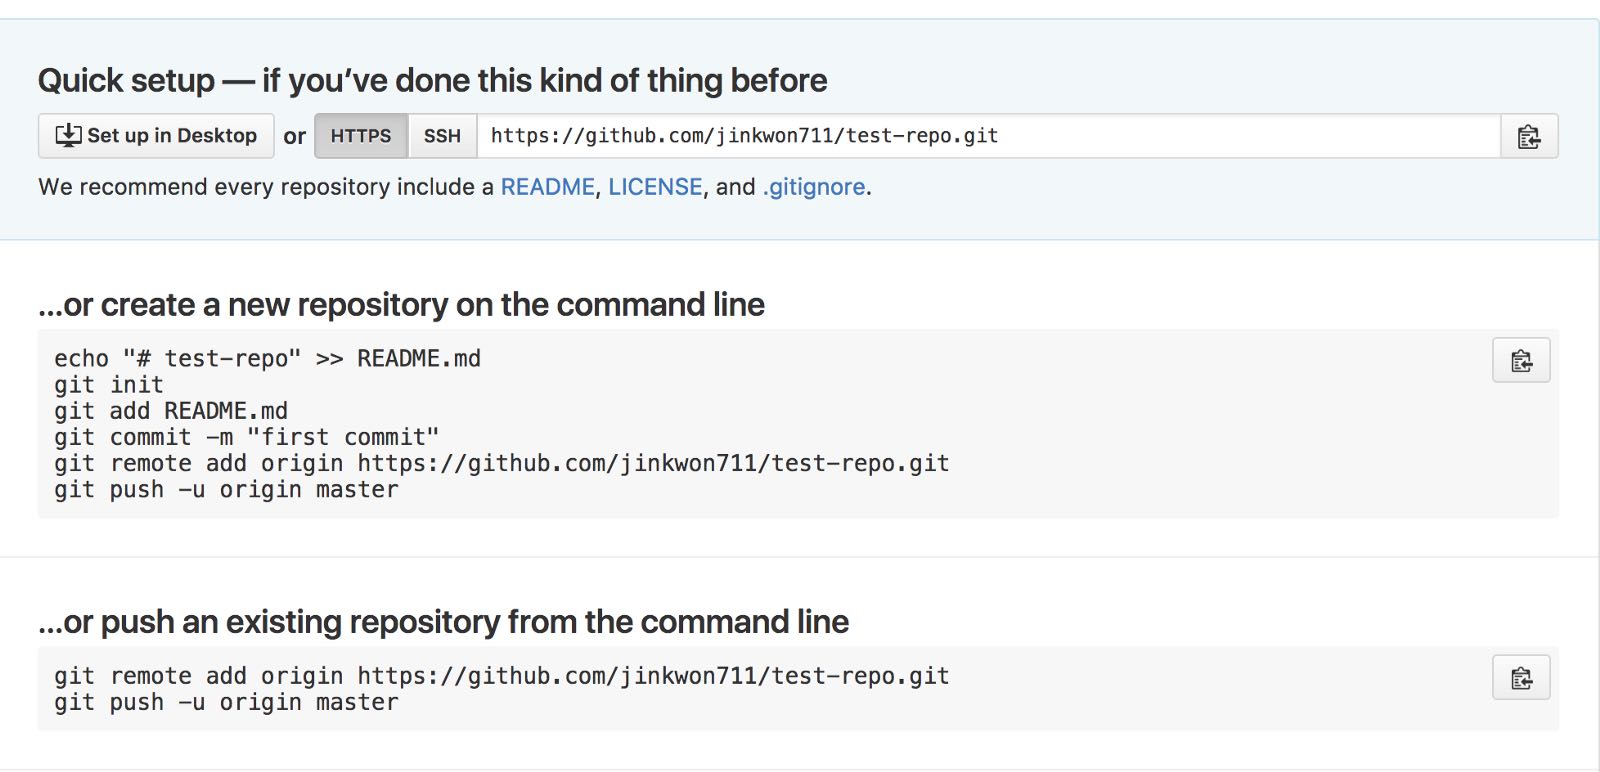 Quick setup — if you’ve done this kind of thing before
Set up in Desktop or HTTPS SSH https://github.com/jinkwon711/test-repo.git
We recommend every repository include a README, LICENSE, and .gitignore.
…or create a new repository on the command line
echo "# test-repo" >> README.md
git init
git add README.md
git commit -m "first commit"
git remote add origin https://github.com/jinkwon711/test-repo.git
git push -u origin master
…or push an existing repository from the command line
git remote add origin https://github.com/jinkwon711/test-repo.git
git push -u origin master